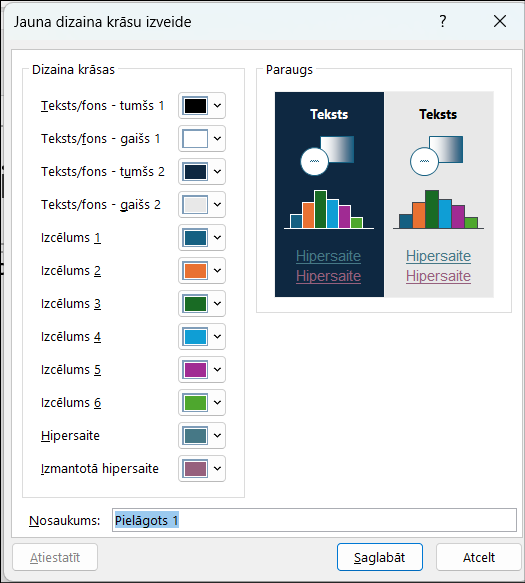 Jauna dizaina krāsu izveide
Dizaina krāsas
Teksts/fons - tumšs 1
Teksts/fons - gaišs 1
Teksts/fons - tumšs 2
Teksts/fons - gaišs 2
Izcēlums 1
Izcēlums 2
Izcēlums 3
Izcēlums 4
Izcēlums 5
Izcēlums 6
Hipersaite
Izmantotā hipersaite
Paraugs
Teksts
Teksts
Hipersaite
Hipersaite
Hipersaite
Hipersaite
Nosaukums: Pielāgots 1
Atiestatīt
Saglabāt
Atcelt